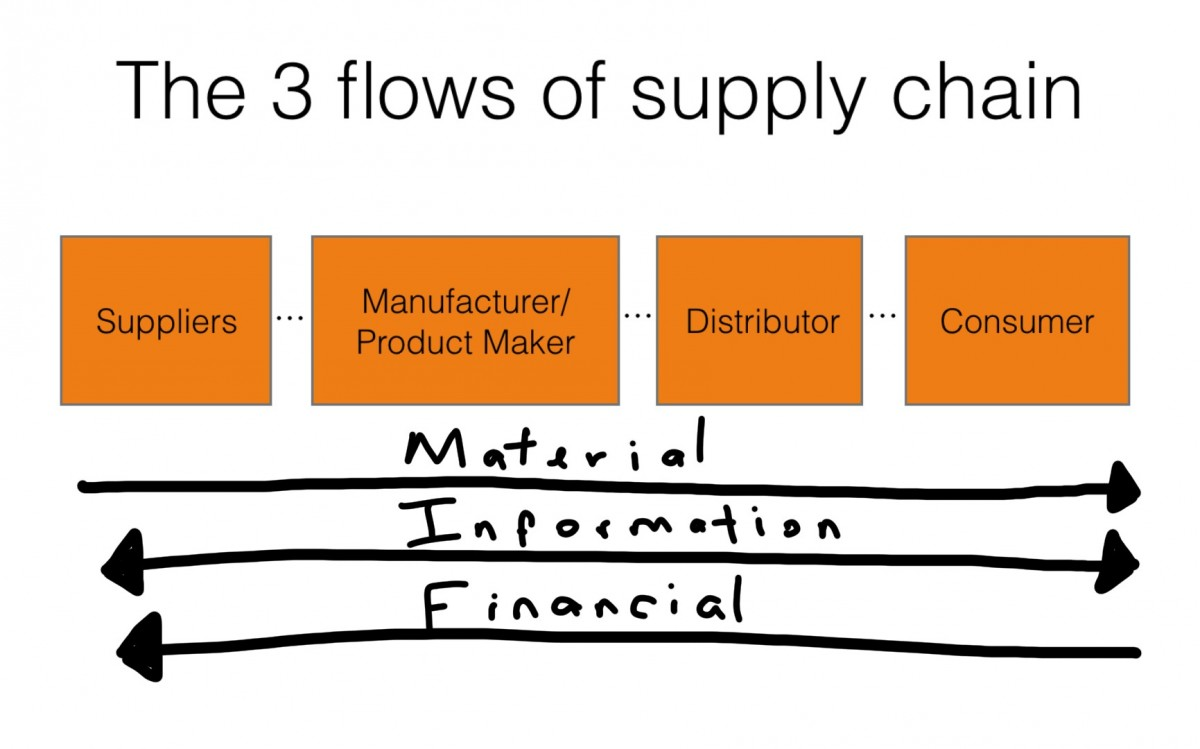 The 3 flows of supply chain
Suppliers ... Manufacturer/
Product Maker ... Distributor ... Consumer
Material
Information
Financial